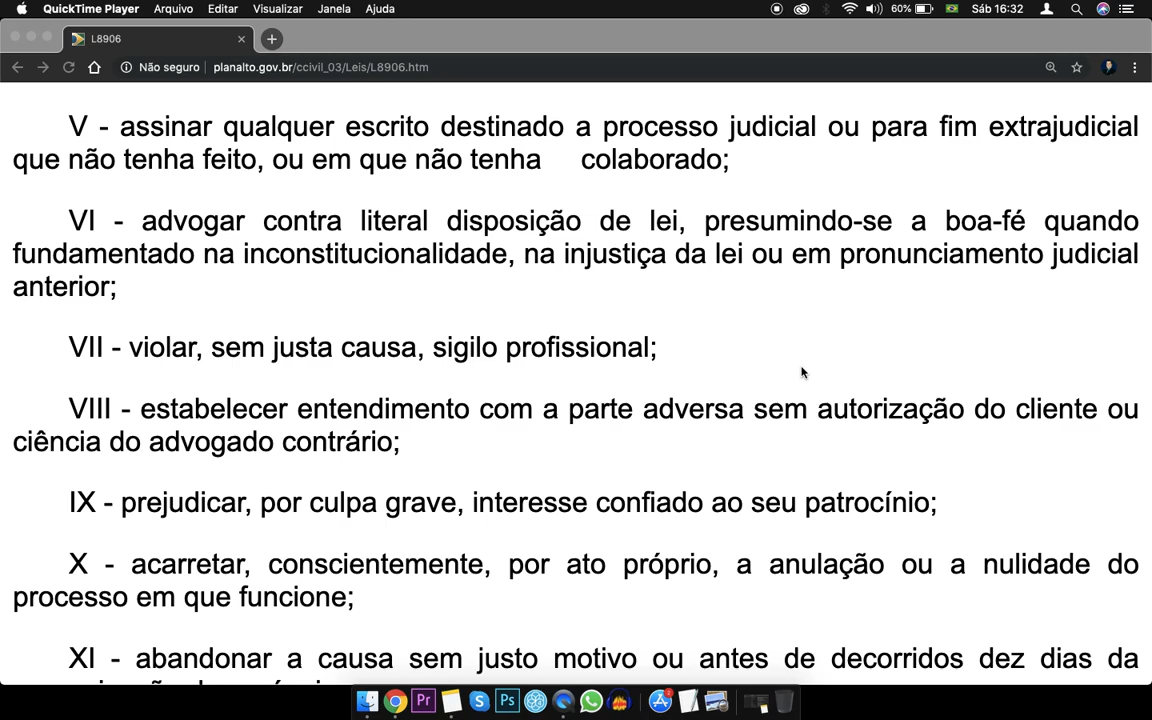 QuickTime Player Arquivo Editar Visualizar Janela Ajuda 60% Sáb 16:32
L8906
Não seguro planalto.gov.br/ccivil_03/Leis/L8906.htm
V - assinar qualquer escrito destinado a processo judicial ou para fim extrajudicial
que não tenha feito, ou em que não tenha colaborado;
VI - advogar contra literal disposição de lei, presumindo-se a boa-fé quando
fundamentado na inconstitucionalidade, na injustiça da lei ou em pronunciamento judicial
anterior;
VII - violar, sem justa causa, sigilo profissional;
VIII - estabelecer entendimento com a parte adversa sem autorização do cliente ou
ciência do advogado contrário;
IX - prejudicar, por culpa grave, interesse confiado ao seu patrocínio;
X - acarretar, conscientemente, por ato próprio, a anulação ou a nulidade do
processo em que funcione;
XI - abandonar a causa sem justo motivo ou antes de decorridos dez dias da
Pr Ps